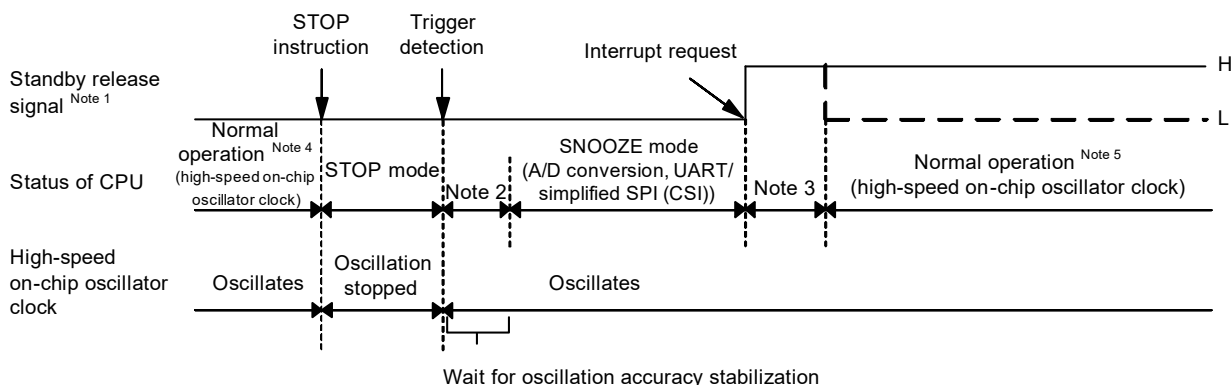 STOP
instruction
Trigger
detection
Interrupt request
Standby release
signal Note 1
H
L
Status of CPU
Normal
operation Note 4
(high-speed on-chip
oscillator clock)
STOP mode
Note 2
SNOOZE mode
(A/D conversion, UART/
simplified SPI (CSI))
Note 3
Normal operation Note 5
(high-speed on-chip oscillator clock)
High-speed
on-chip oscillator
clock
Oscillates
Oscillation
stopped
Oscillates
Wait for oscillation accuracy stabilization